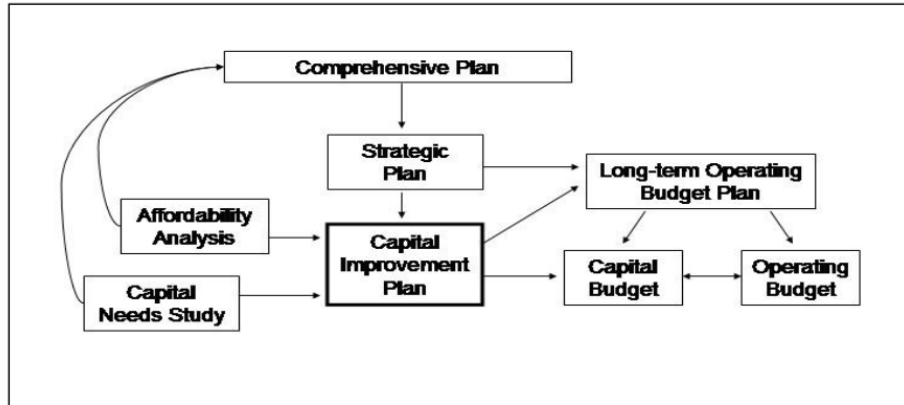 Comprehensive Plan
Strategic
Plan
Long-term Operating
Budget Plan
Affordability
Analysis
Capital
Improvement
Plan
Capital
Budget
Operating
Budget
Capital
Needs Study